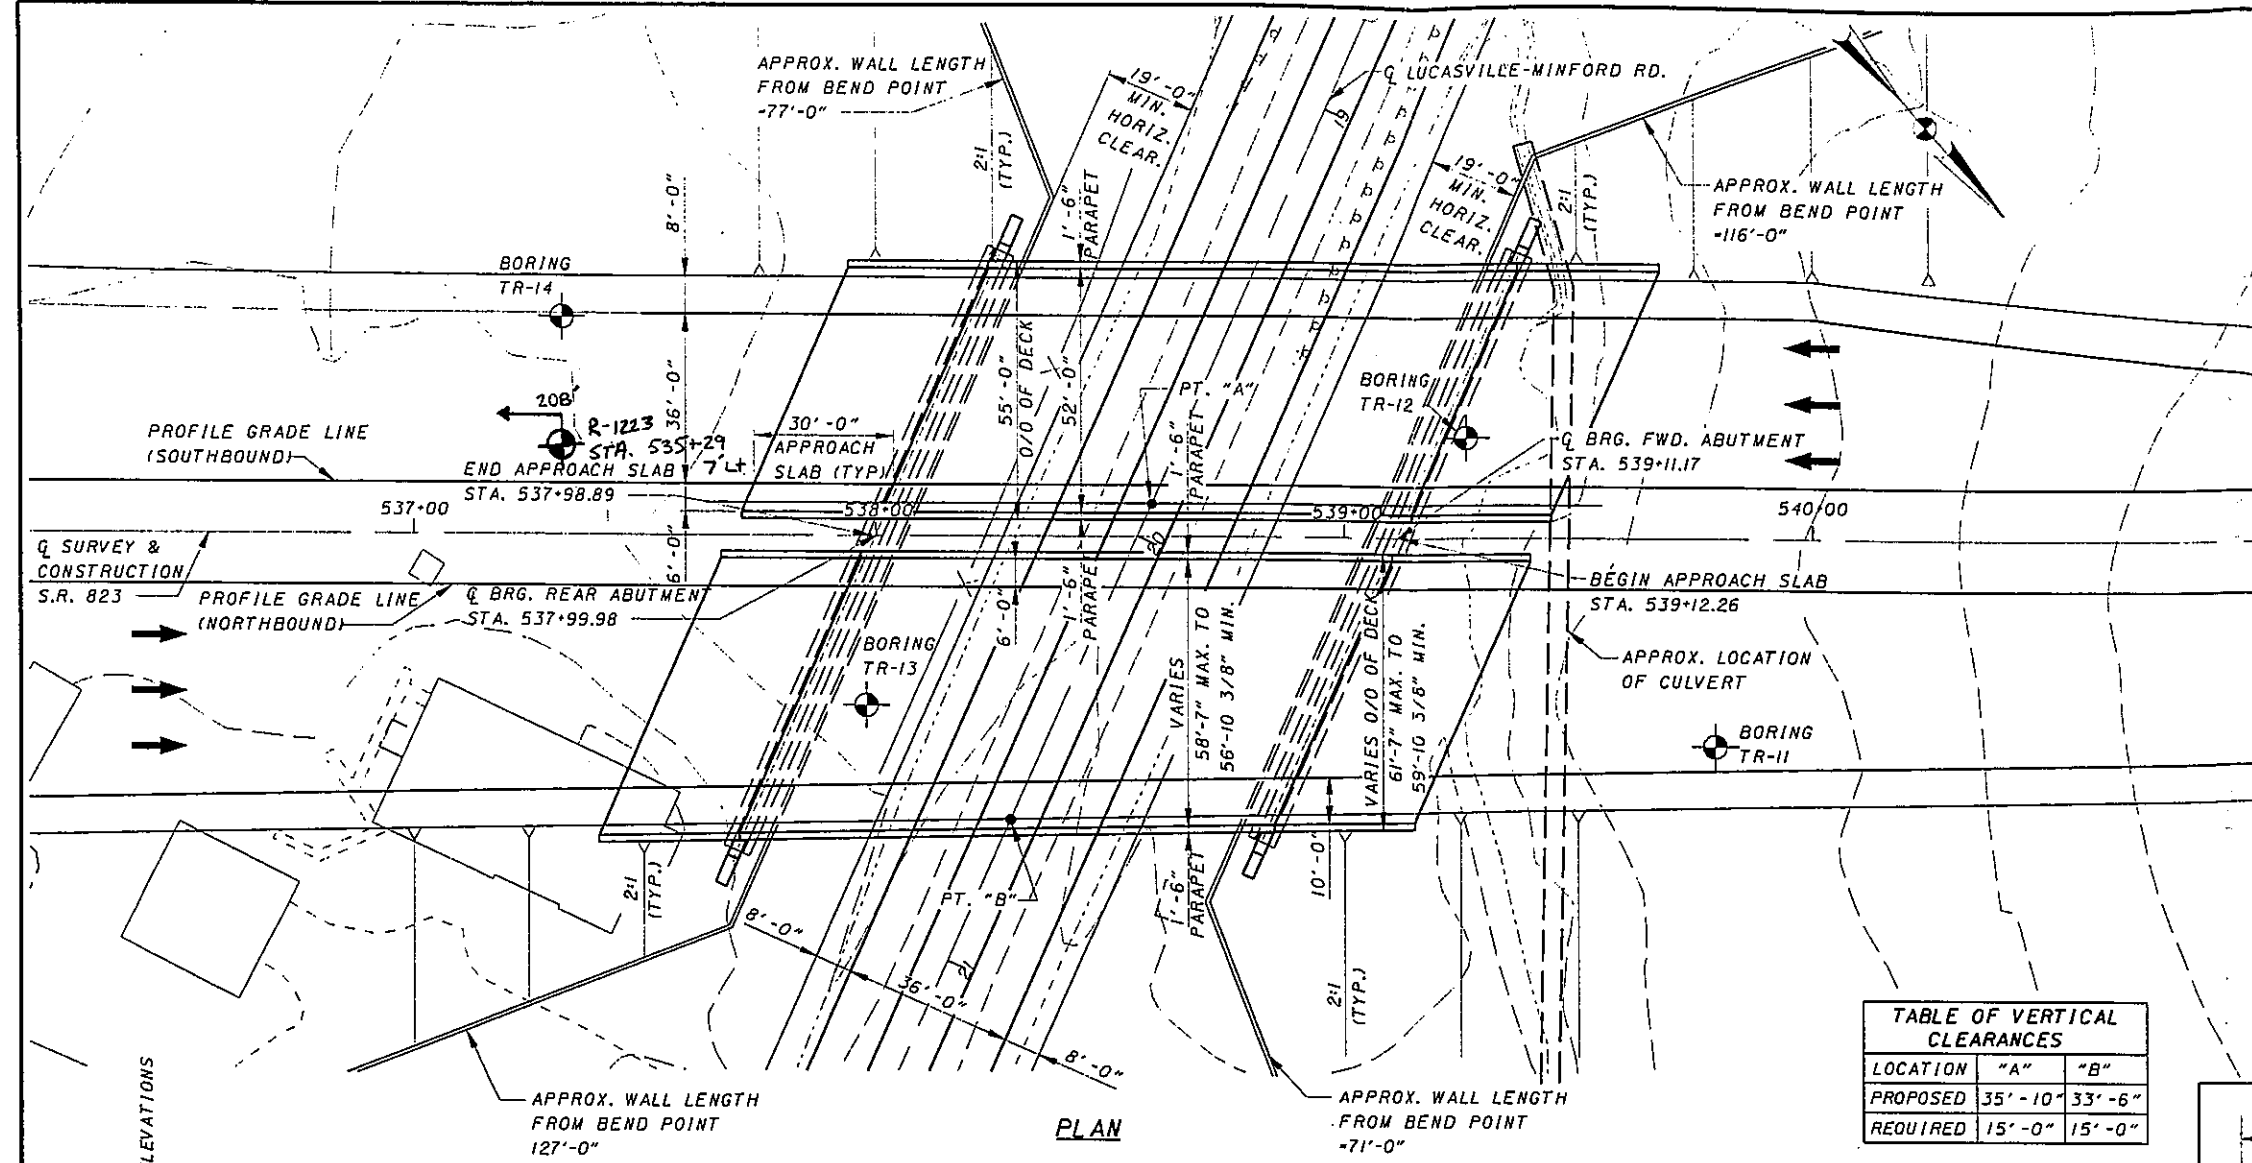 APPROX. WALL LENGTH
FROM BEND POINT
=77'-0"
19'-0"
MIN.
HORIZ.
CLEAR.
℄ LUCASVILLE-MINFORD RD.
19
2:1
(TYP.)
1'-6"
PARAPET
19'-0"
MIN.
HORIZ.
CLEAR.
2:1
(TYP.)
APPROX. WALL LENGTH
FROM BEND POINT
=116'-0"
8'-0"
BORING
TR-14
36'-0"
55'-0"
O/O OF DECK
52'-0"
PT. "A"
BORING
TR-12
20B'
R-1223
STA. 535+29
7' Lt
30'-0"
APPROACH
SLAB (TYP)
1'-6"
PARAPET
PROFILE GRADE LINE
(SOUTHBOUND)
END APPROACH SLAB
STA. 537+98.89
℄ BRG. FWD. ABUTMENT
STA. 539+11.17
537+00
538+00
539+00
540+00
20
℄ SURVEY &
CONSTRUCTION
S.R. 823
6'-0"
PROFILE GRADE LINE
(NORTHBOUND)
℄ BRG. REAR ABUTMENT
STA. 537+99.98
6'-0"
1'-6"
PARAPET
BEGIN APPROACH SLAB
STA. 539+12.26
BORING
TR-13
VARIES
58'-7" MAX. TO
56'-10 3/8" MIN.
VARIES O/O OF DECK
61'-7" MAX. TO
59'-10 3/8" MIN.
APPROX. LOCATION
OF CULVERT
BORING
TR-11
2:1
(TYP.)
PT. "B"
1'-6"
PARAPET
10'-0"
8'-0"
36'-0"
8'-0"
21
2:1
(TYP.)
APPROX. WALL LENGTH
FROM BEND POINT
127'-0"
PLAN
APPROX. WALL LENGTH
FROM BEND POINT
=71'-0"
TABLE OF VERTICAL
CLEARANCES
LOCATION "A" "B"
PROPOSED 35'-10" 33'-6"
REQUIRED 15'-0" 15'-0"